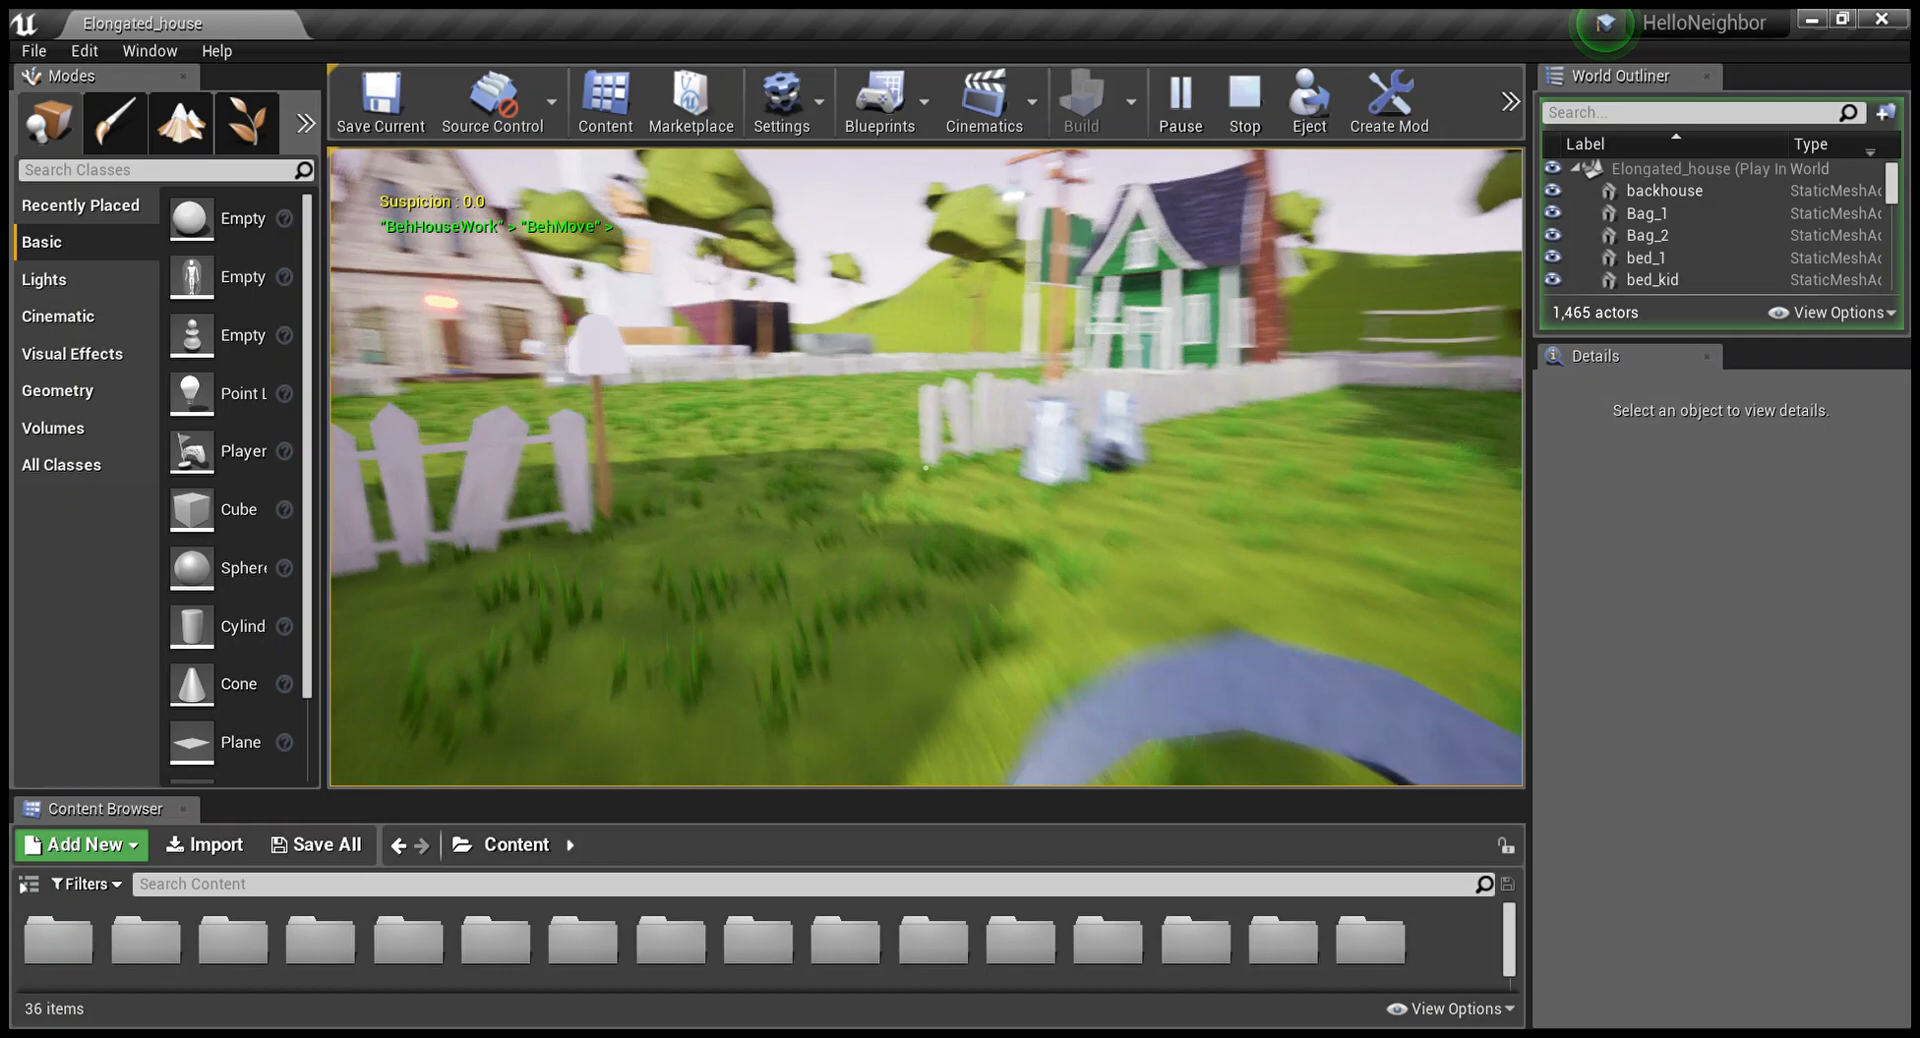 Elongated_house
HelloNeighbor
File Edit Window Help
Modes
Search Classes
Recently Placed
Basic
Lights
Cinematic
Visual Effects
Geometry
Volumes
All Classes
Empty
Empty
Empty
Point L
Player
Cube
Sphere
Cylind
Cone
Plane
Save Current
Source Control
Content
Marketplace
Settings
Blueprints
Cinematics
Build
Pause
Stop
Eject
Create Mod
Suspicion : 0.0
"BehHouseWork" > "BehMove" >
World Outliner
Search...
Label Type
Elongated_house (Play In World
backhouse StaticMeshAc
Bag_1 StaticMeshAc
Bag_2 StaticMeshAc
bed_1 StaticMeshAc
bed_kid StaticMeshAc
1,465 actors View Options
Details
Select an object to view details.
Content Browser
Add New Import Save All Content
Filters Search Content
36 items View Options